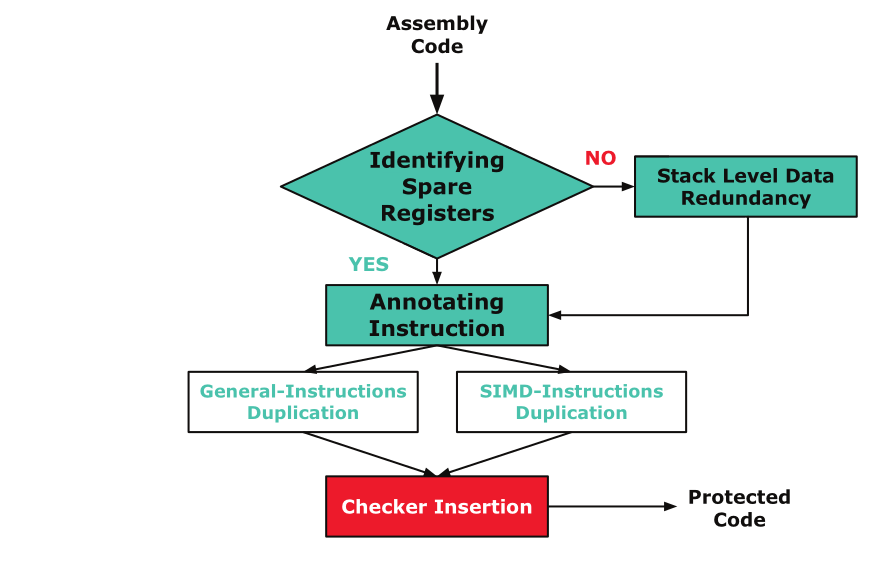 Assembly
Code
Identifying
Spare
Registers
NO
Stack Level Data
Redundancy
YES
Annotating
Instruction
General-Instructions
Duplication
SIMD-Instructions
Duplication
Checker Insertion
Protected
Code